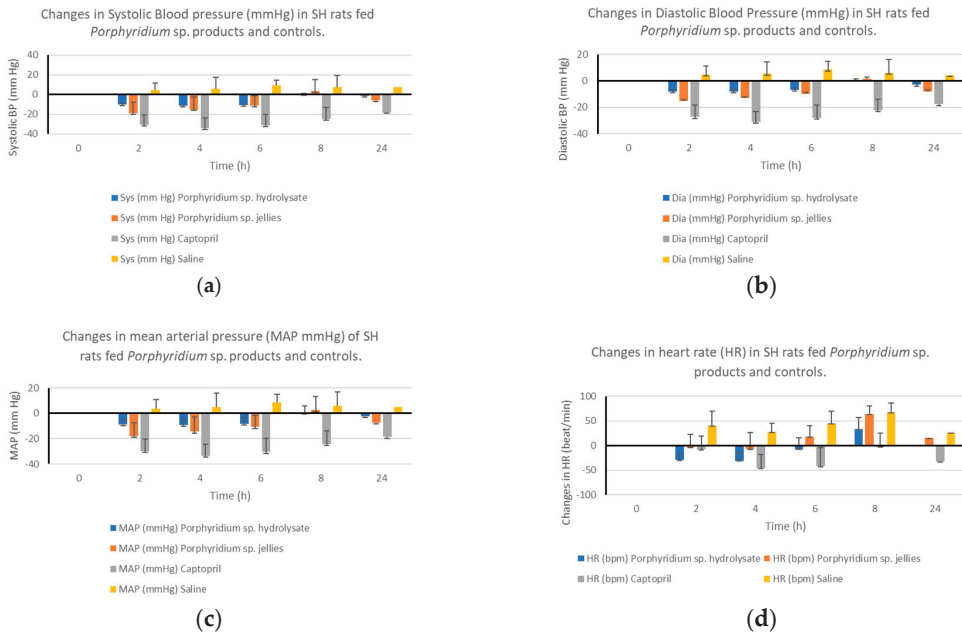 Changes in Systolic Blood pressure (mmHg) in SH rats fed
Porphyridium sp. products and controls.
40
20
0
-20
-40
Systolic BP (mm Hg)
0 2 4 6 8 24
Time (h)
Sys (mm Hg) Porphyridium sp. hydrolysate
Sys (mm Hg) Porphyridium sp. jellies
Sys (mm Hg) Captopril
Sys (mm Hg) Saline
(a)
Changes in Diastolic Blood Pressure (mmHg) in SH rats fed
Porphyridium sp. products and controls.
20
0
-20
-40
Diastolic BP (mm Hg)
0 2 4 6 8 24
Time (h)
Dia (mmHg) Porphyridium sp. hydrolysate
Dia (mmHg) Porphyridium sp. jellies
Dia (mmHg) Captopril
Dia (mmHg) Saline
(b)
Changes in mean arterial pressure (MAP mmHg) of SH
rats fed Porphyridium sp. products and controls.
20
0
-20
-40
MAP (mm Hg)
0 2 4 6 8 24
Time (h)
MAP (mmHg) Porphyridium sp. hydrolysate
MAP (mmHg) Porphyridium sp. jellies
MAP (mmHg) Captopril
MAP (mmHg) Saline
(c)
Changes in heart rate (HR) in SH rats fed Porphyridium sp.
products and controls.
100
50
0
-50
-100
Changes in HR (beat/min)
0 2 4 6 8 24
Time (h)
HR (bpm) Porphyridium sp. hydrolysate HR (bpm) Porphyridium sp. jellies
HR (bpm) Captopril HR (bpm) Saline
(d)